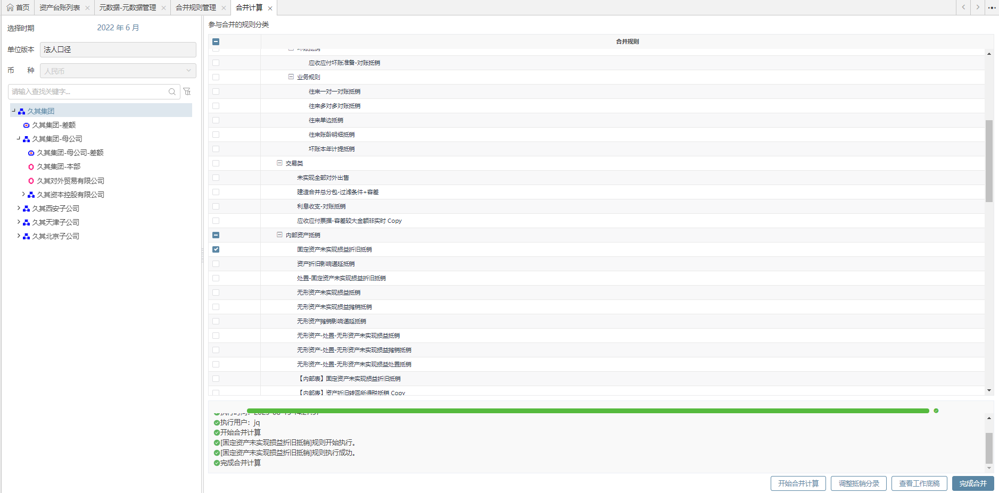 首页 资产台账列表 元数据-元数据管理 合并规则管理 合并计算
选择时期 2022 年 6 月
单位版本 法人口径
币 种 人民币
请输入查找关键字...
久其集团
久其集团-差额
久其集团-母公司
久其集团-母公司-差额
久其集团-本部
久其对外贸易有限公司
久其资本控股有限公司
久其西安子公司
久其天津子公司
久其北京子公司
参与合并的规则分类
合并规则
应收应付坏账准备-对账抵销
业务规则
往来一对一对账抵销
往来多对多对账抵销
往来单边抵销
往来账龄明细抵销
坏账本年计提抵销
交易类
未实现全部对外出售
建造合并总分包-过滤条件+容差
利息收支-对账抵销
应收应付票据-容差较大金额非实时 Copy
内部资产抵销
固定资产未实现损益折旧抵销
资产折旧影响递延抵销
处置-固定资产未实现损益折旧抵销
无形资产未实现损益抵销
无形资产未实现损益摊销抵销
无形资产摊销影响递延抵销
无形资产-处置-无形资产未实现损益抵销
无形资产-处置-无形资产未实现损益摊销抵销
无形资产-处置-无形资产未实现损益处置抵销
【内部表】固定资产未实现损益折旧抵销
【内部表】资产折旧转回所得税抵销 Copy
执行用户：jq
开始合并计算
[固定资产未实现损益折旧抵销]规则开始执行。
[固定资产未实现损益折旧抵销]规则执行成功。
完成合并计算
开始合并计算 调整抵销分录 查看工作底稿 完成合并